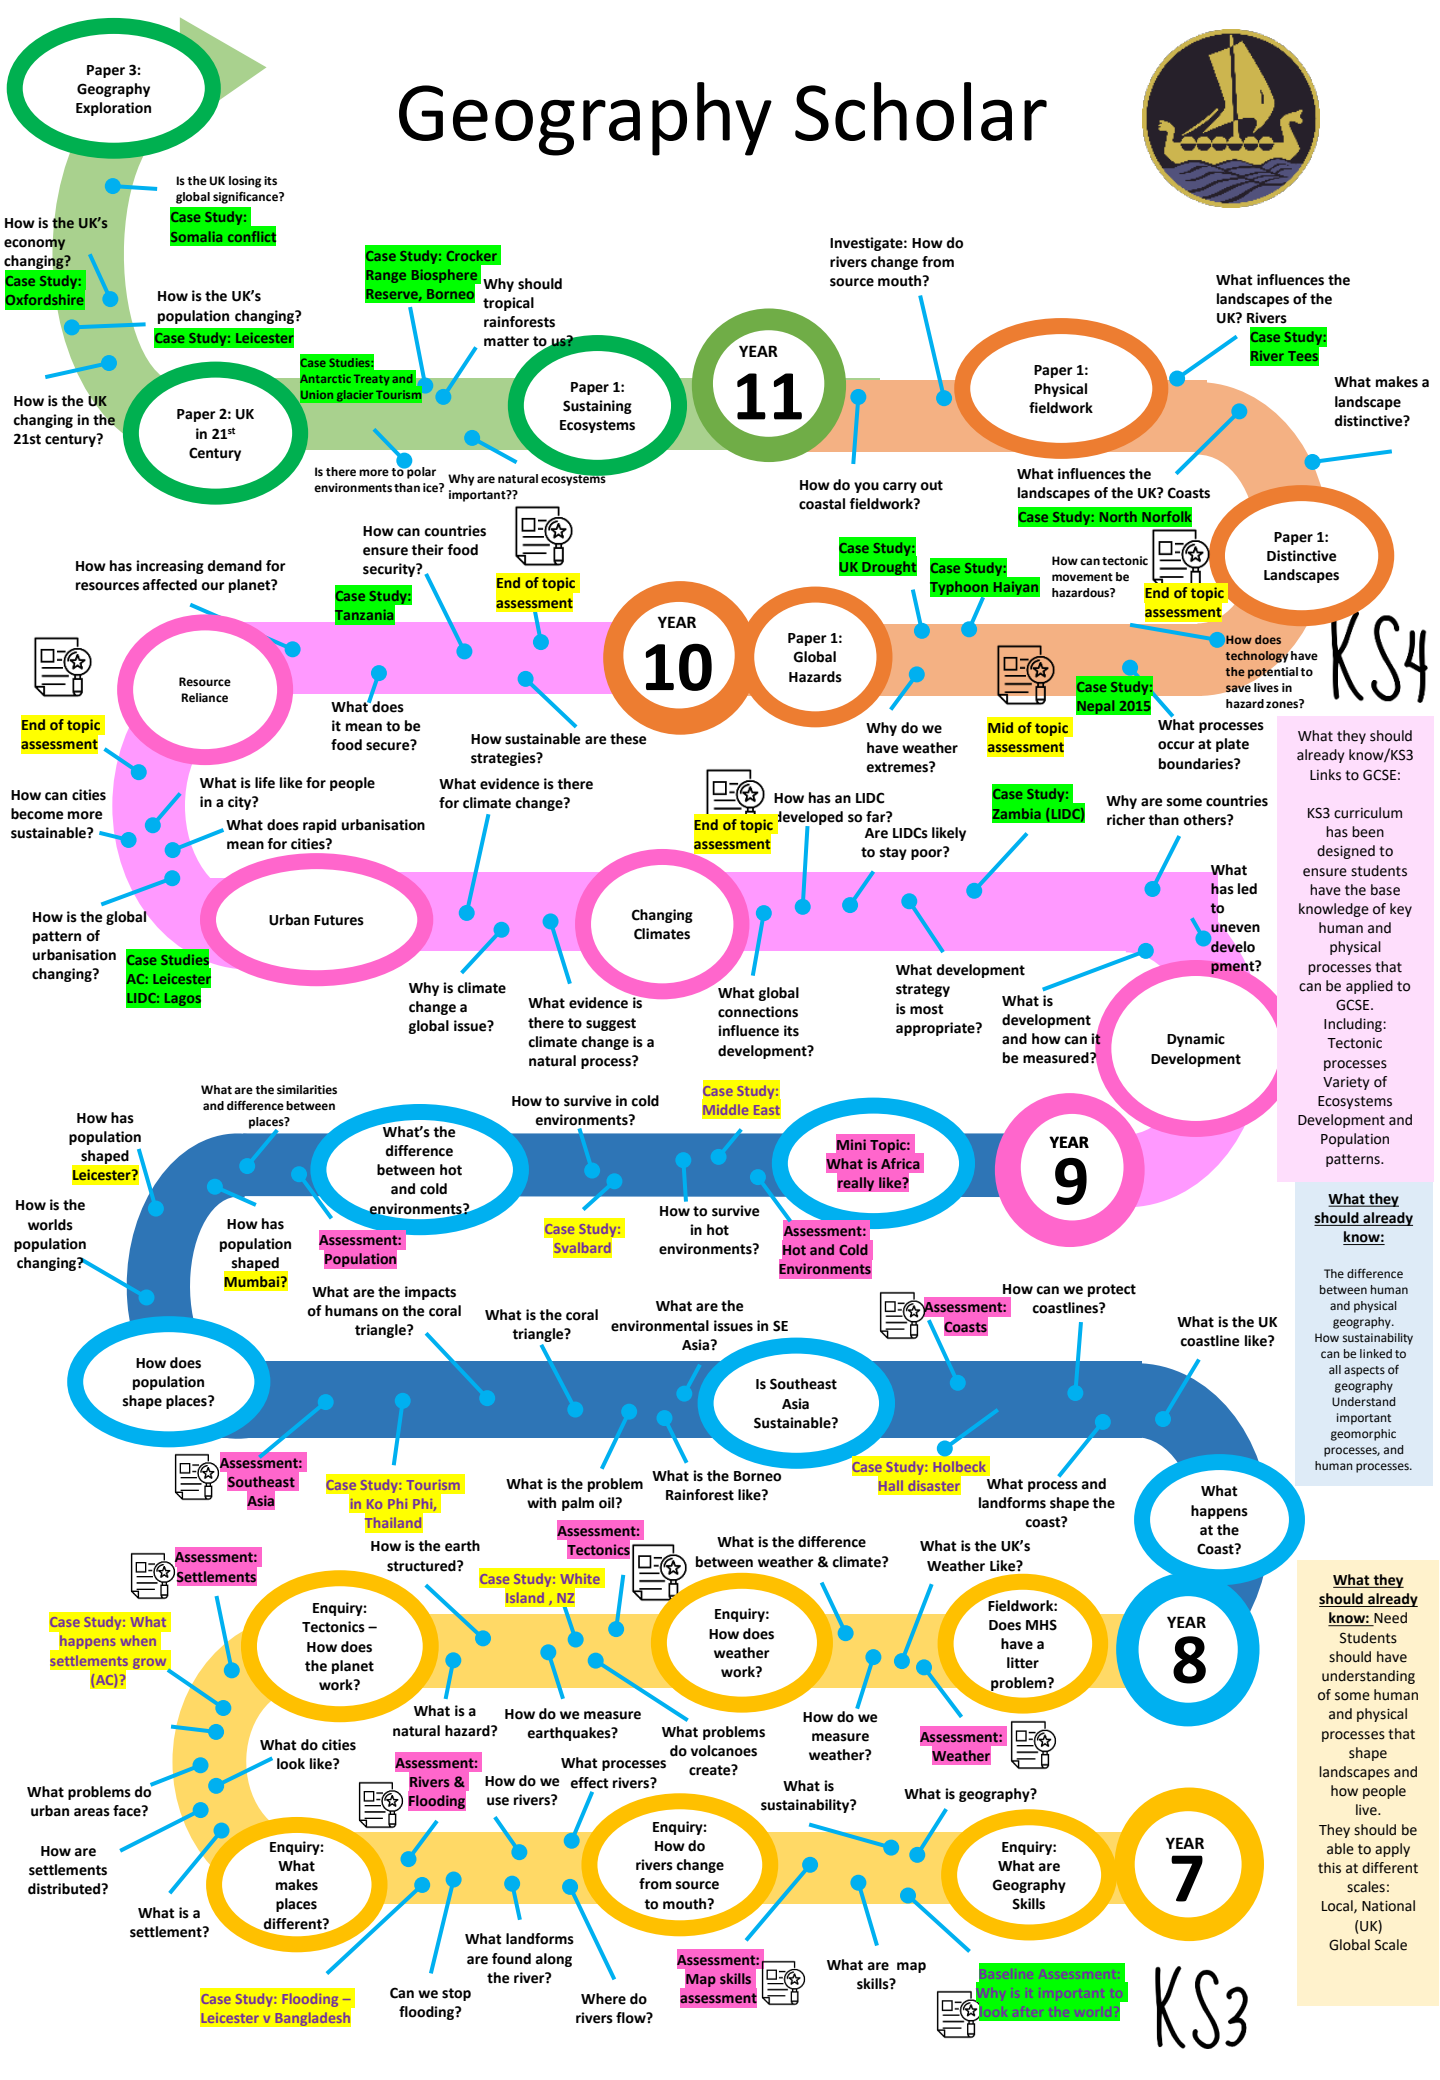 Geography Scholar
Paper 3:
Geography
Exploration
Is the UK losing its
global significance?
Case Study:
Somalia conflict
How is the UK's
economy
changing?
Case Study:
Oxfordshire
How is the UK's
population changing?
Case Study: Leicester
How is the UK
changing in the
21st century?
Paper 2: UK
in 21st
Century
Case Studies:
Antarctic Treaty and
Union glacier Tourism
Case Study: Crocker
Range Biosphere
Reserve, Borneo
Why should
tropical
rainforests
matter to us?
Is there more to polar
environments than ice?
Why are natural ecosystems
important??
Paper 1:
Sustaining
Ecosystems
YEAR
11
Investigate: How do
rivers change from
source mouth?
How do you carry out
coastal fieldwork?
Paper 1:
Physical
fieldwork
What influences the
landscapes of the
UK? Rivers
Case Study:
River Tees
What makes a
landscape
distinctive?
What influences the
landscapes of the UK? Coasts
Case Study: North Norfolk
Paper 1:
Distinctive
Landscapes
End of topic
assessment
How can tectonic
movement be
hazardous?
How does
technology have
the potential to
save lives in
hazard zones?
KS4
Case Study:
Nepal 2015
What processes
occur at plate
boundaries?
Mid of topic
assessment
Case Study:
Typhoon Haiyan
Case Study:
UK Drought
Why do we
have weather
extremes?
Paper 1:
Global
Hazards
YEAR
10
End of topic
assessment
How can countries
ensure their food
security?
Case Study:
Tanzania
How sustainable are these
strategies?
What does
it mean to be
food secure?
How has increasing demand for
resources affected our planet?
Resource
Reliance
End of topic
assessment
How can cities
become more
sustainable?
What is life like for people
in a city?
What does rapid urbanisation
mean for cities?
How is the global
pattern of
urbanisation
changing?
Case Studies
AC: Leicester
LIDC: Lagos
Urban Futures
What evidence is there
for climate change?
Why is climate
change a
global issue?
What evidence is
there to suggest
climate change is a
natural process?
Changing
Climates
End of topic
assessment
What global
connections
influence its
development?
How has an LIDC
developed so far?
Are LIDCs likely
to stay poor?
What development
strategy
is most
appropriate?
Case Study:
Zambia (LIDC)
Why are some countries
richer than others?
What is
development
and how can it
be measured?
What
has led
to
uneven
develo
pment?
Dynamic
Development
What they should
already know/KS3
Links to GCSE:
KS3 curriculum
has been
designed to
ensure students
have the base
knowledge of key
human and
physical
processes that
can be applied to
GCSE.
Including:
Tectonic
processes
Variety of
Ecosystems
Development and
Population
patterns.
YEAR
9
Mini Topic:
What is Africa
really like?
Assessment:
Hot and Cold
Environments
Case Study:
Middle East
How to survive
in hot
environments?
Case Study:
Svalbard
How to survive in cold
environments?
What's the
difference
between hot
and cold
environments?
Assessment:
Population
What are the similarities
and difference between
places?
How has
population
shaped
Mumbai?
How has
population
shaped
Leicester?
How is the
worlds
population
changing?
How does
population
shape places?
Assessment:
Southeast
Asia
Case Study: Tourism
in Ko Phi Phi,
Thailand
What are the impacts
of humans on the coral
triangle?
What is the coral
triangle?
What is the problem
with palm oil?
What is the Borneo
Rainforest like?
What are the
environmental issues in SE
Asia?
Is Southeast
Asia
Sustainable?
Assessment:
Coasts
Case Study: Holbeck
Hall disaster
How can we protect
coastlines?
What process and
landforms shape the
coast?
What is the UK
coastline like?
What
happens
at the
Coast?
What they
should already
know:
The difference
between human
and physical
geography.
How sustainability
can be linked to
all aspects of
geography
Understand
important
geomorphic
processes, and
human processes.
YEAR
8
Fieldwork:
Does MHS
have a
litter
problem?
Assessment:
Weather
What is the UK's
Weather Like?
How do we
measure
weather?
What is the difference
between weather & climate?
Enquiry:
How does
weather
work?
Assessment:
Tectonics
What problems
do volcanoes
create?
Case Study: White
Island , NZ
How do we measure
earthquakes?
How is the earth
structured?
What is a
natural hazard?
Enquiry:
Tectonics –
How does
the planet
work?
Assessment:
Settlements
Case Study: What
happens when
settlements grow
(AC)?
What do cities
look like?
What problems do
urban areas face?
How are
settlements
distributed?
What is a
settlement?
Enquiry:
What
makes
places
different?
Assessment:
Rivers &
Flooding
Case Study: Flooding –
Leicester v Bangladesh
Can we stop
flooding?
How do we
use rivers?
What landforms
are found along
the river?
What processes
effect rivers?
Where do
rivers flow?
Enquiry:
How do
rivers change
from source
to mouth?
Assessment:
Map skills
assessment
What is
sustainability?
What are map
skills?
What is geography?
Baseline Assessment:
Why is it important to
look after the world?
Enquiry:
What are
Geography
Skills
YEAR
7
KS3
What they
should already
know: Need
Students
should have
understanding
of some human
and physical
processes that
shape
landscapes and
how people
live.
They should be
able to apply
this at different
scales:
Local, National
(UK)
Global Scale